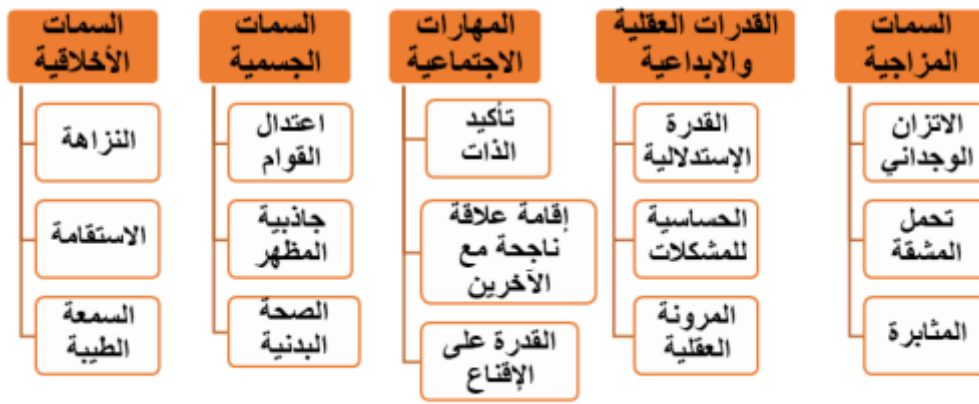 السمات
المزاجية
الاتزان
الوجداني
تحمل
المشقة
المثابرة
القدرات العقلية
والابداعية
القدرة
الإستدلالية
الحساسية
للمشكلات
المرونة
العقلية
المهارات
الاجتماعية
تأكيد
الذات
إقامة علاقة
ناجحة مع
الآخرين
القدرة على
الإقناع
السمات
الجسمية
اعتدال
القوام
جاذبية
المظهر
الصحة
البدنية
السمات
الأخلاقية
النزاهة
الاستقامة
السمعة
الطيبة